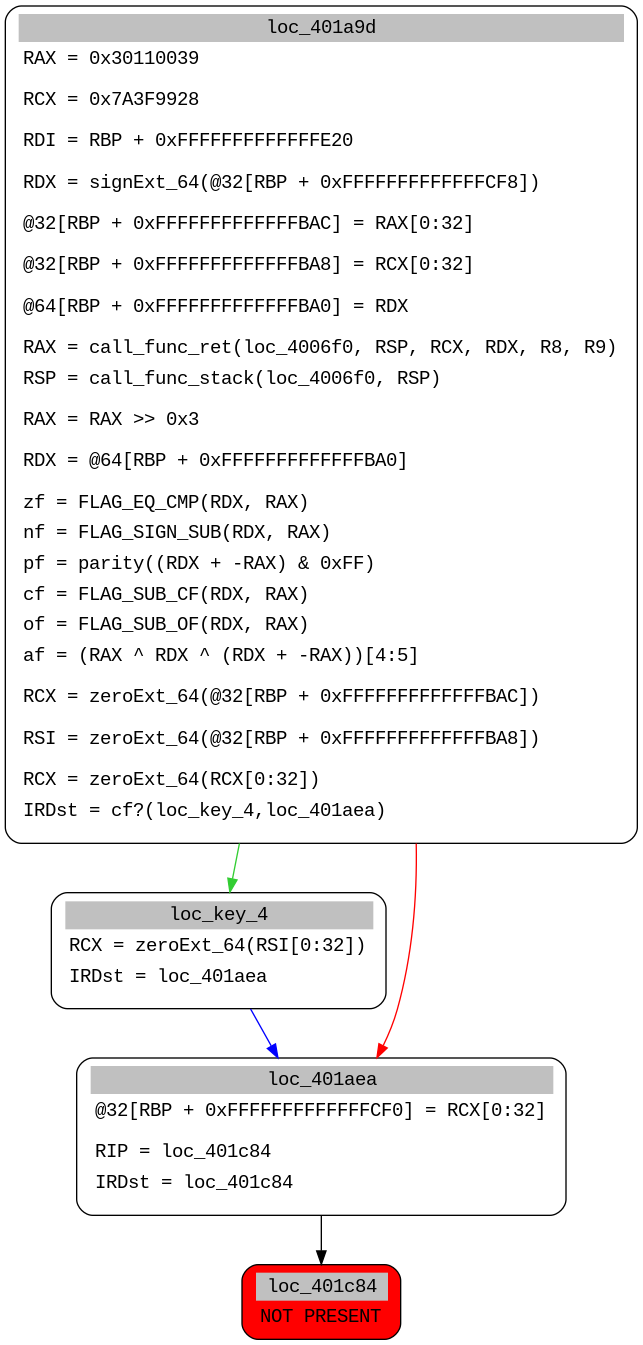 loc_401a9d
RAX = 0x30110039
RCX = 0x7A3F9928
RDI = RBP + 0xFFFFFFFFFFFFFE20
RDX = signExt_64(@32[RBP + 0xFFFFFFFFFFFFFCF8])
@32[RBP + 0xFFFFFFFFFFFFFBAC] = RAX[0:32]
@32[RBP + 0xFFFFFFFFFFFFFBA8] = RCX[0:32]
@64[RBP + 0xFFFFFFFFFFFFFBA0] = RDX
RAX = call_func_ret(loc_4006f0, RSP, RCX, RDX, R8, R9)
RSP = call_func_stack(loc_4006f0, RSP)
RAX = RAX >> 0x3
RDX = @64[RBP + 0xFFFFFFFFFFFFFBA0]
zf = FLAG_EQ_CMP(RDX, RAX)
nf = FLAG_SIGN_SUB(RDX, RAX)
pf = parity((RDX + -RAX) & 0xFF)
cf = FLAG_SUB_CF(RDX, RAX)
of = FLAG_SUB_OF(RDX, RAX)
af = (RAX ^ RDX ^ (RDX + -RAX))[4:5]
RCX = zeroExt_64(@32[RBP + 0xFFFFFFFFFFFFFBAC])
RSI = zeroExt_64(@32[RBP + 0xFFFFFFFFFFFFFBA8])
RCX = zeroExt_64(RCX[0:32])
IRDst = cf?(loc_key_4,loc_401aea)
loc_key_4
RCX = zeroExt_64(RSI[0:32])
IRDst = loc_401aea
loc_401aea
@32[RBP + 0xFFFFFFFFFFFFFCF0] = RCX[0:32]
RIP = loc_401c84
IRDst = loc_401c84
loc_401c84
NOT PRESENT